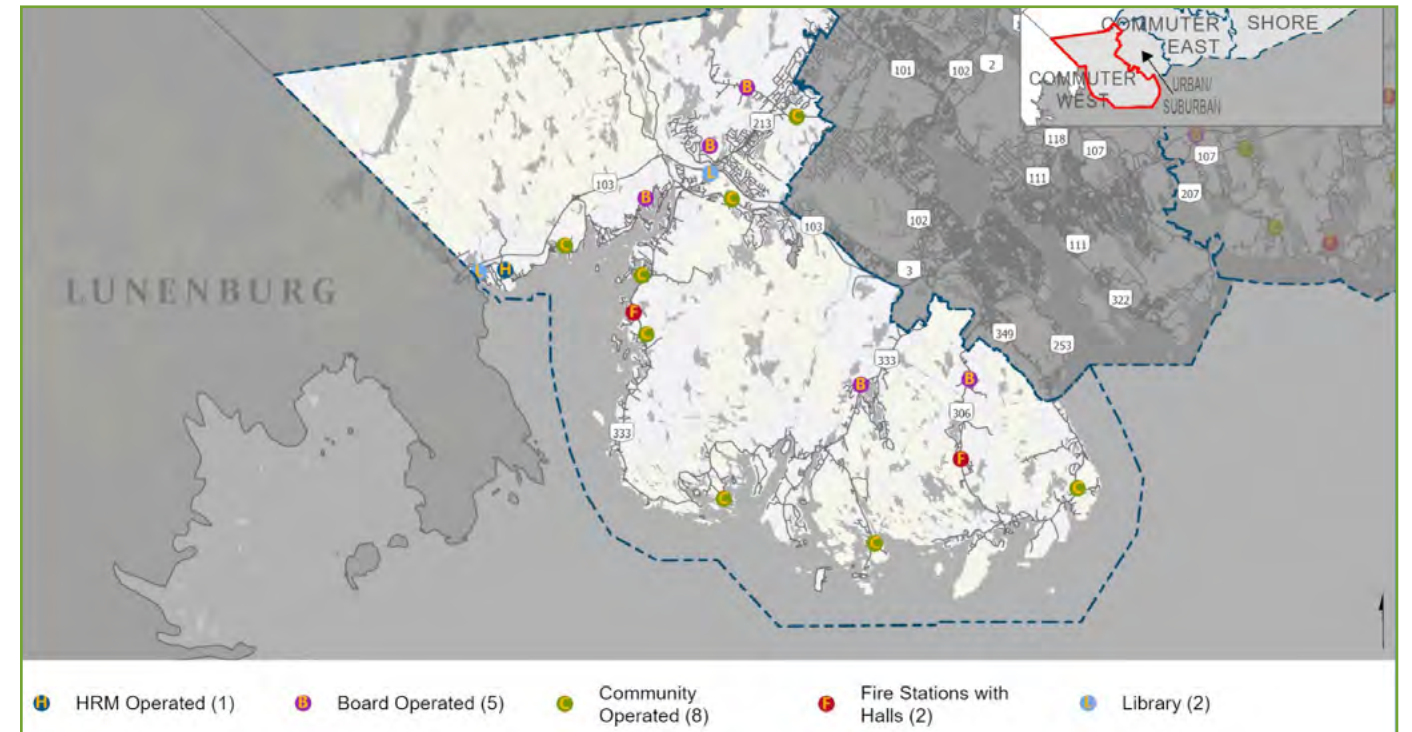 COMMUTER
EAST
SHORE
COMMUTER
WEST
URBAN/
SUBURBAN
101
102
2
B
C
213
118
107
107
B
L
111
207
103
B
C
102
103
111
C
3
L
H
C
LUNENBURG
322
F
C
349
253
333
B
B
306
333
F
C
C
C
H HRM Operated (1)
B Board Operated (5)
C Community
Operated (8)
F Fire Stations with
Halls (2)
L Library (2)